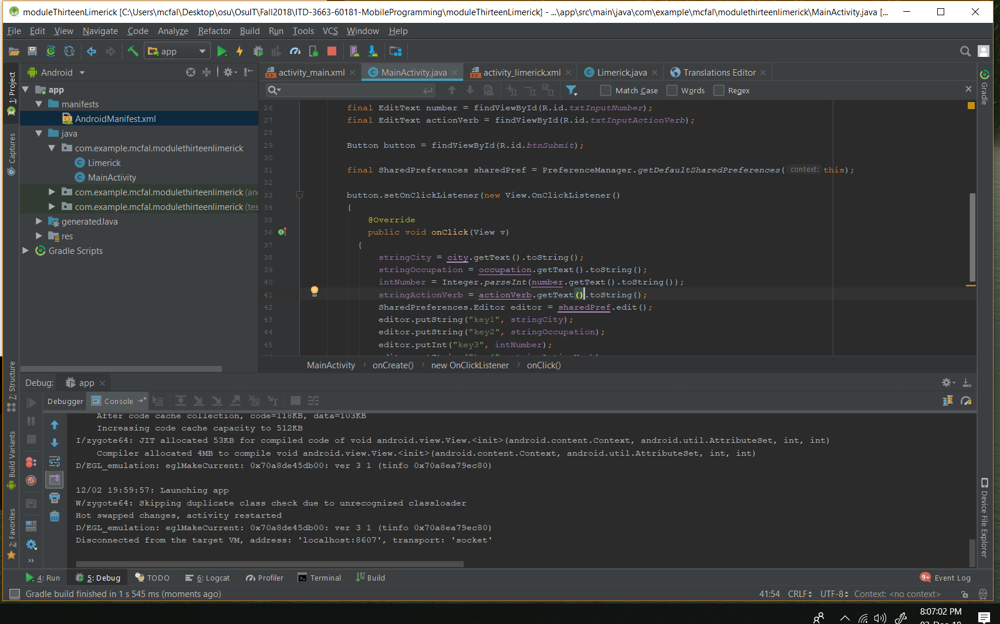 moduleThirteenLimerick [C:\Users\mcfal\Desktop\osu\OsuIT\Fall2018\ITD-3663-60181-MobileProgramming\moduleThirteenLimerick] - ...\app\src\main\java\com\example\mcfal\modulethirteenlimerick\MainActivity.java [...
File Edit View Navigate Code Analyze Refactor Build Run Tools VCS Window Help
app
Android
activity_main.xml MainActivity.java activity_limerick.xml Limerick.java Translations Editor
Match Case Words Regex
1: Project
Captures
7: Structure
Build Variants
2: Favorites
app
manifests
AndroidManifest.xml
java
com.example.mcfal.modulethirteenlimerick
Limerick
MainActivity
com.example.mcfal.modulethirteenlimerick (an
com.example.mcfal.modulethirteenlimerick (tes
generatedJava
res
Gradle Scripts
26 final EditText number = findViewById(R.id.txtInputNumber);
27 final EditText actionVerb = findViewById(R.id.txtInputActionVerb);
28
29 Button button = findViewById(R.id.btnSubmit);
30
31 final SharedPreferences sharedPref = PreferenceManager.getDefaultSharedPreferences( context: this);
32
33 button.setOnClickListener(new View.OnClickListener()
34 {
35 @Override
36 public void onClick(View v)
37 {
38 stringCity = city.getText().toString();
39 stringOccupation = occupation.getText().toString();
40 intNumber = Integer.parseInt(number.getText().toString());
41 stringActionVerb = actionVerb.getText().toString();
42 SharedPreferences.Editor editor = sharedPref.edit();
43 editor.putString("key1", stringCity);
44 editor.putString("key2", stringOccupation);
45 editor.putInt("key3", intNumber);
MainActivity › onCreate() › new OnClickListener › onClick()
Gradle
Device File Explorer
Debug: app
Debugger Console
After code cache collection, code=118KB, data=103KB
Increasing code cache capacity to 512KB
I/zygote64: JIT allocated 53KB for compiled code of void android.view.View.<init>(android.content.Context, android.util.AttributeSet, int, int)
Compiler allocated 4MB to compile void android.view.View.<init>(android.content.Context, android.util.AttributeSet, int, int)
D/EGL_emulation: eglMakeCurrent: 0x70a8de45db00: ver 3 1 (tinfo 0x70a8ea79ec80)
12/02 19:59:57: Launching app
W/zygote64: Skipping duplicate class check due to unrecognized classloader
Hot swapped changes, activity restarted
D/EGL_emulation: eglMakeCurrent: 0x70a8de45db00: ver 3 1 (tinfo 0x70a8ea79ec80)
Disconnected from the target VM, address: 'localhost:8607', transport: 'socket'
4: Run 5: Debug TODO 6: Logcat Profiler Terminal Build 9+ Event Log
Gradle build finished in 1 s 545 ms (moments ago) 41:54 CRLF UTF-8 Context: <no context>
8:07:02 PM